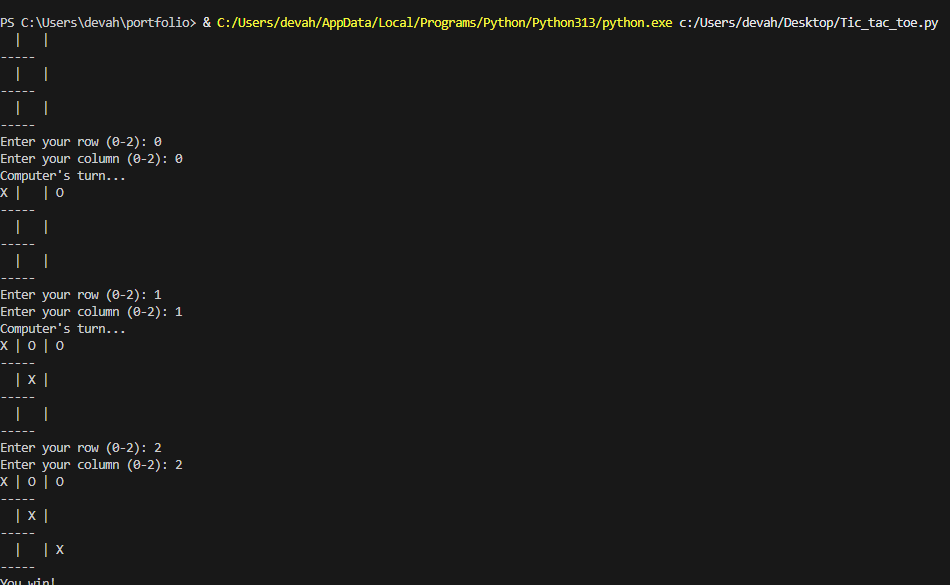 PS C:\Users\devah\portfolio> & C:/Users/devah/AppData/Local/Programs/Python/Python313/python.exe c:/Users/devah/Desktop/Tic_tac_toe.py
  |   |
-----
  |   |
-----
  |   |
-----
Enter your row (0-2): 0
Enter your column (0-2): 0
Computer's turn...
X |   | O
-----
  |   |
-----
  |   |
-----
Enter your row (0-2): 1
Enter your column (0-2): 1
Computer's turn...
X | O | O
-----
  | X |
-----
  |   |
-----
Enter your row (0-2): 2
Enter your column (0-2): 2
X | O | O
-----
  | X |
-----
  |   | X
-----
You win!